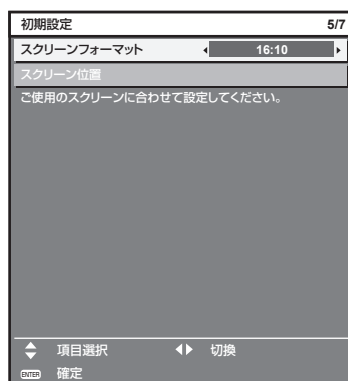 初期設定 5/7
スクリーンフォーマット 16:10
スクリーン位置
ご使用のスクリーンに合わせて設定してください。
項目選択 切換
ENTER 確定